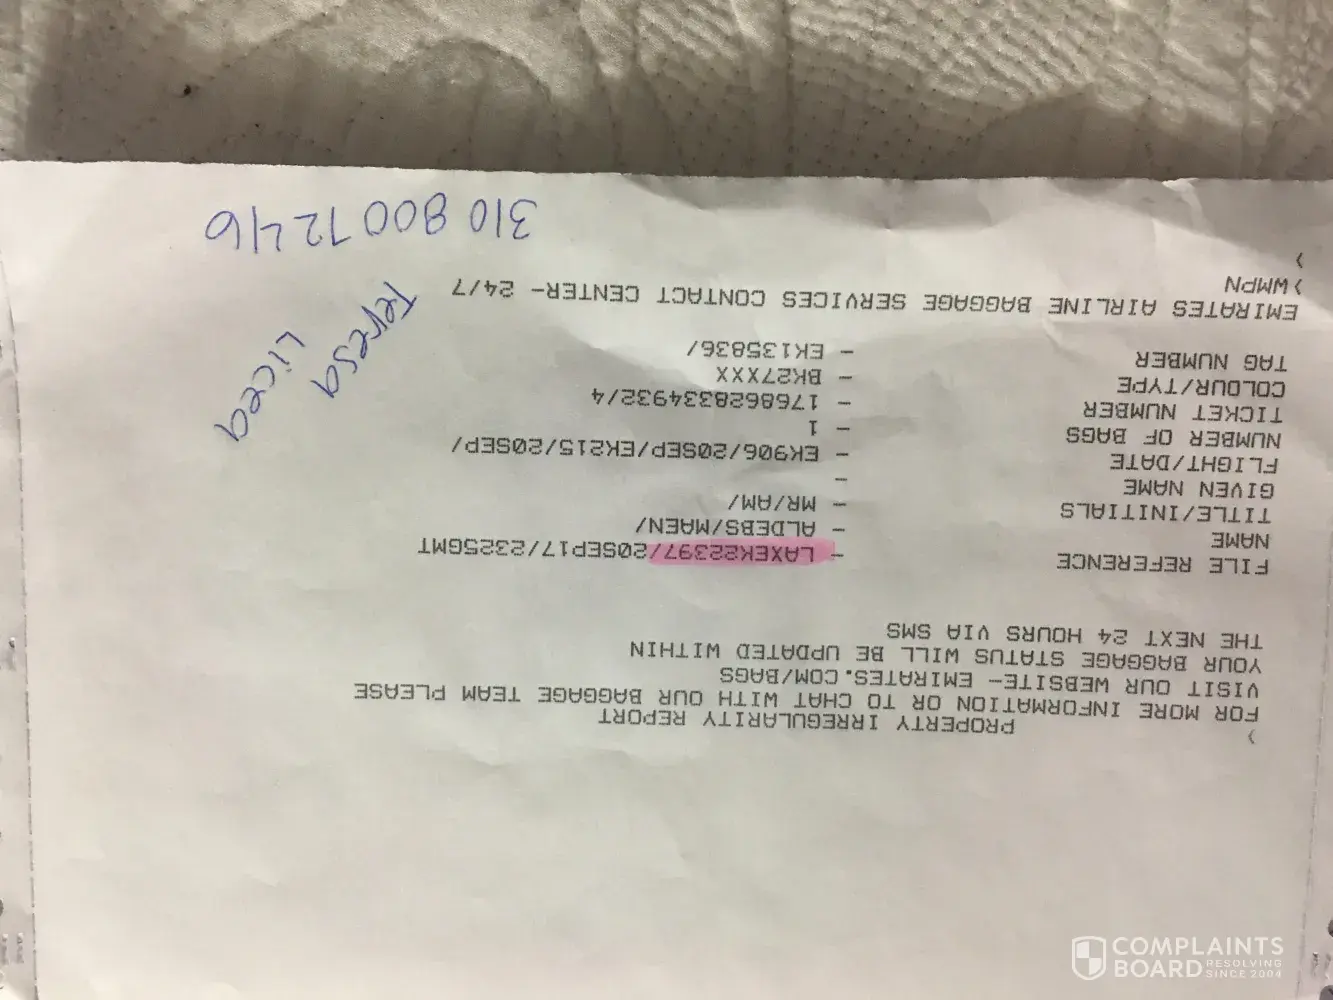 >
PROPERTY IRREGULARITY REPORT
FOR MORE INFORMATION OR TO CHAT WITH OUR BAGGAGE TEAM PLEASE
VISIT OUR WEBSITE- EMIRATES.COM/BAGS
YOUR BAGGAGE STATUS WILL BE UPDATED WITHIN
THE NEXT 24 HOURS VIA SMS
FILE REFERENCE - LAXEK22397/20SEP17/2325GMT
NAME - ALDEBS/MAEN/
TITLE/INITIALS - MR/AM/
GIVEN NAME -
FLIGHT/DATE - EK906/20SEP/EK215/20SEP/
NUMBER OF BAGS - 1
TICKET NUMBER - 1768628334932/4
COLOUR/TYPE - BK27XXX
TAG NUMBER - EK135836/
EMIRATES AIRLINE BAGGAGE SERVICES CONTACT CENTER- 24/7
>WMPN
>
Teresa
Licea
310 800 7246
COMPLAINTS
BOARD RESOLVING
SINCE 2004